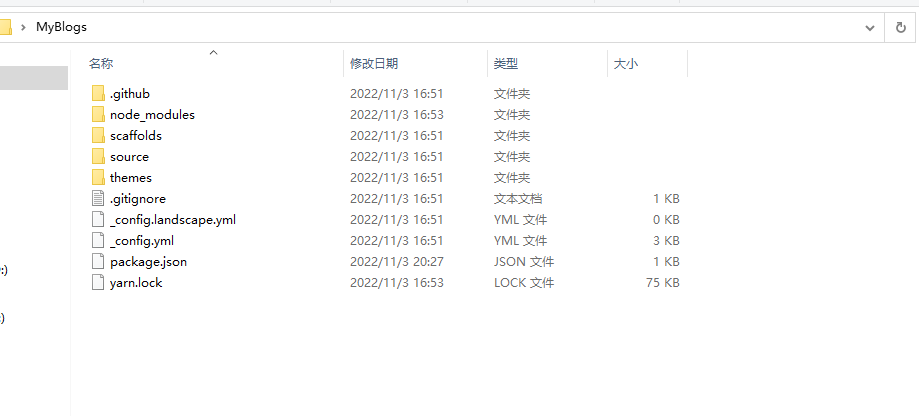 MyBlogs
名称 修改日期 类型 大小
.github 2022/11/3 16:51 文件夹
node_modules 2022/11/3 16:53 文件夹
scaffolds 2022/11/3 16:51 文件夹
source 2022/11/3 16:51 文件夹
themes 2022/11/3 16:51 文件夹
.gitignore 2022/11/3 16:51 文本文档 1 KB
_config.landscape.yml 2022/11/3 16:51 YML 文件 0 KB
_config.yml 2022/11/3 16:51 YML 文件 3 KB
:) package.json 2022/11/3 20:27 JSON 文件 1 KB
yarn.lock 2022/11/3 16:53 LOCK 文件 75 KB
:)